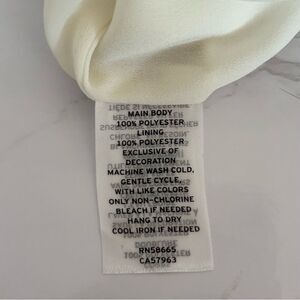 MAIN BODY
100% POLYESTER
LINING
100% POLYESTER
EXCLUSIVE OF
DECORATION
MACHINE WASH COLD,
GENTLE CYCLE,
WITH LIKE COLORS
ONLY NON-CHLORINE
BLEACH IF NEEDED
HANG TO DRY
COOL IRON IF NEEDED
RN58665
CA57963